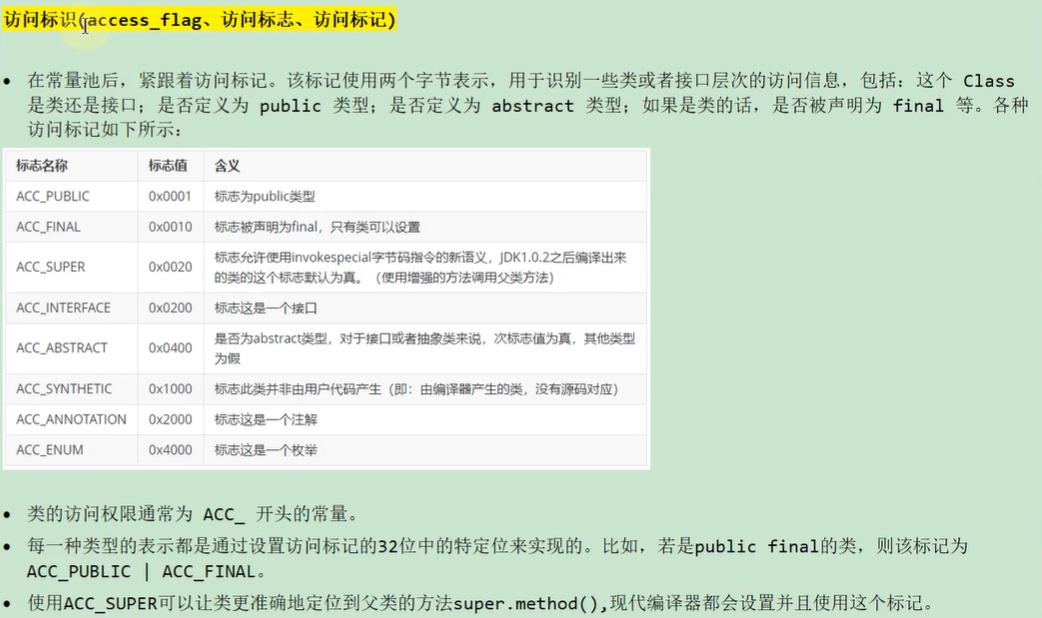 访问标识(access_flag、访问标志、访问标记)
• 在常量池后，紧跟着访问标记。该标记使用两个字节表示，用于识别一些类或者接口层次的访问信息，包括：这个 Class
是类还是接口；是否定义为 public 类型；是否定义为 abstract 类型；如果是类的话，是否被声明为 final 等。各种
访问标记如下所示：
标志名称 标志值 含义
ACC_PUBLIC 0x0001 标志为public类型
ACC_FINAL 0x0010 标志被声明为final，只有类可以设置
ACC_SUPER 0x0020 标志允许使用invokespecial字节码指令的新语义，JDK1.0.2之后编译出来
的类的这个标志默认为真。（使用增强的方法调用父类方法）
ACC_INTERFACE 0x0200 标志这是一个接口
ACC_ABSTRACT 0x0400 是否为abstract类型，对于接口或者抽象类来说，次标志值为真，其他类型
为假
ACC_SYNTHETIC 0x1000 标志此类并非由用户代码产生（即：由编译器产生的类，没有源码对应）
ACC_ANNOTATION 0x2000 标志这是一个注解
ACC_ENUM 0x4000 标志这是一个枚举
• 类的访问权限通常为 ACC_ 开头的常量。
• 每一种类型的表示都是通过设置访问标记的32位中的特定位来实现的。比如，若是public final的类，则该标记为
ACC_PUBLIC | ACC_FINAL。
• 使用ACC_SUPER可以让类更准确地定位到父类的方法super.method(),现代编译器都会设置并且使用这个标记。